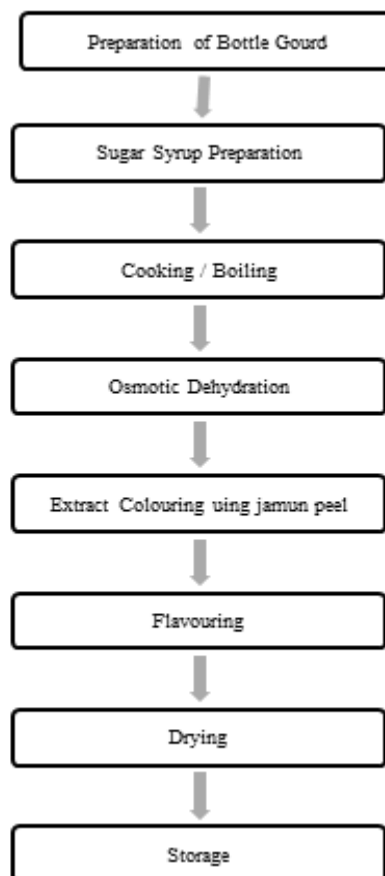 Preparation of Bottle Gourd
Sugar Syrup Preparation
Cooking / Boiling
Osmotic Dehydration
Extract Colouring uing jamun peel
Flavouring
Drying
Storage